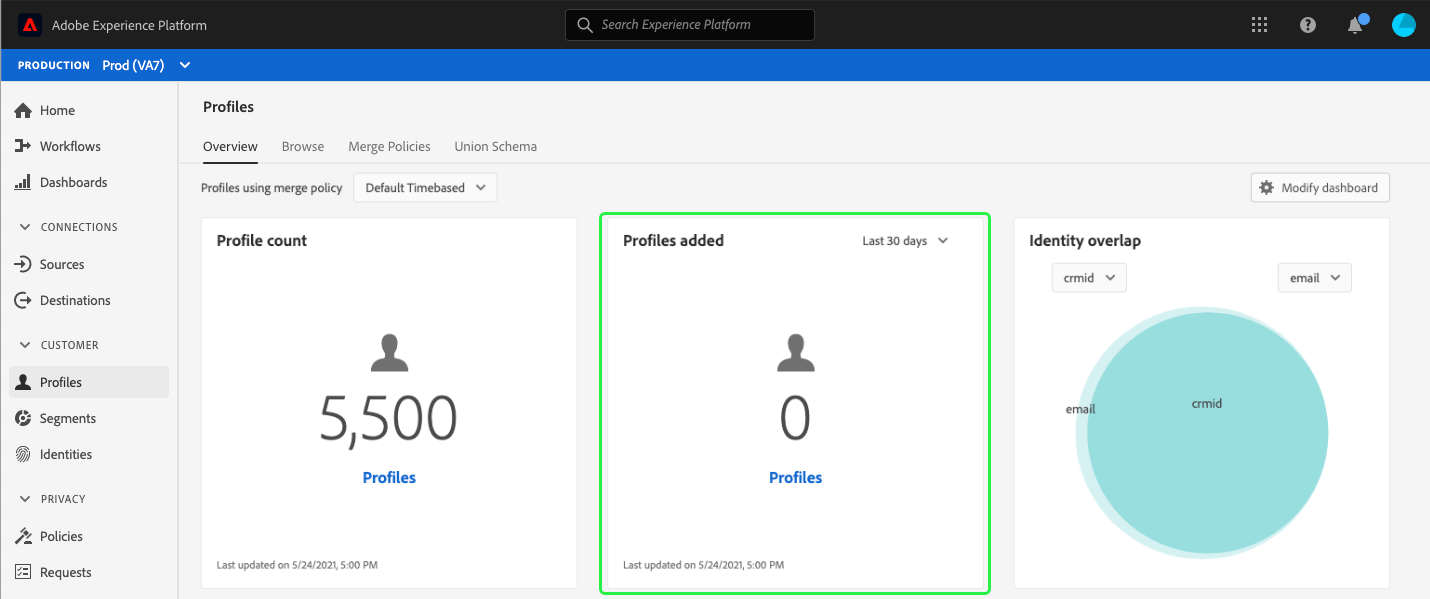 Adobe Experience Platform
Search Experience Platform
PRODUCTION Prod (VA7)
Home
Workflows
Dashboards
CONNECTIONS
Sources
Destinations
CUSTOMER
Profiles
Segments
Identities
PRIVACY
Policies
Requests
Profiles
Overview Browse Merge Policies Union Schema
Profiles using merge policy Default Timebased
Modify dashboard
Profile count
5,500
Profiles
Last updated on 5/24/2021, 5:00 PM
Profiles added Last 30 days
0
Profiles
Last updated on 5/24/2021, 5:00 PM
Identity overlap
crmid email
email crmid